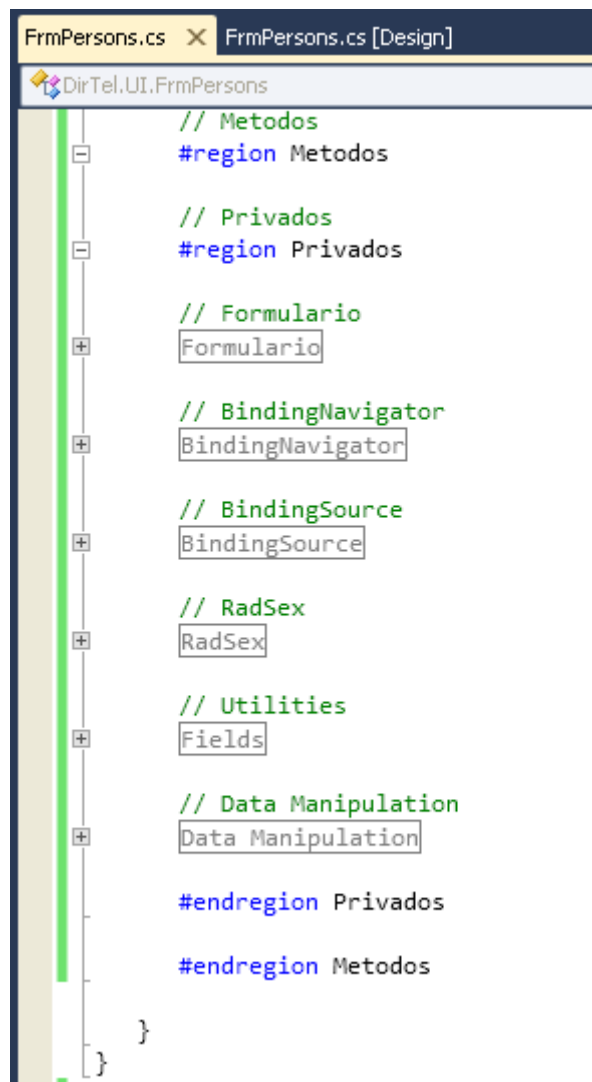 FrmPersons.cs FrmPersons.cs [Design]
DirTel.UI.FrmPersons
// Metodos
#region Metodos
// Privados
#region Privados
// Formulario
Formulario
// BindingNavigator
BindingNavigator
// BindingSource
BindingSource
// RadSex
RadSex
// Utilities
Fields
// Data Manipulation
Data Manipulation
#endregion Privados
#endregion Metodos
}
}